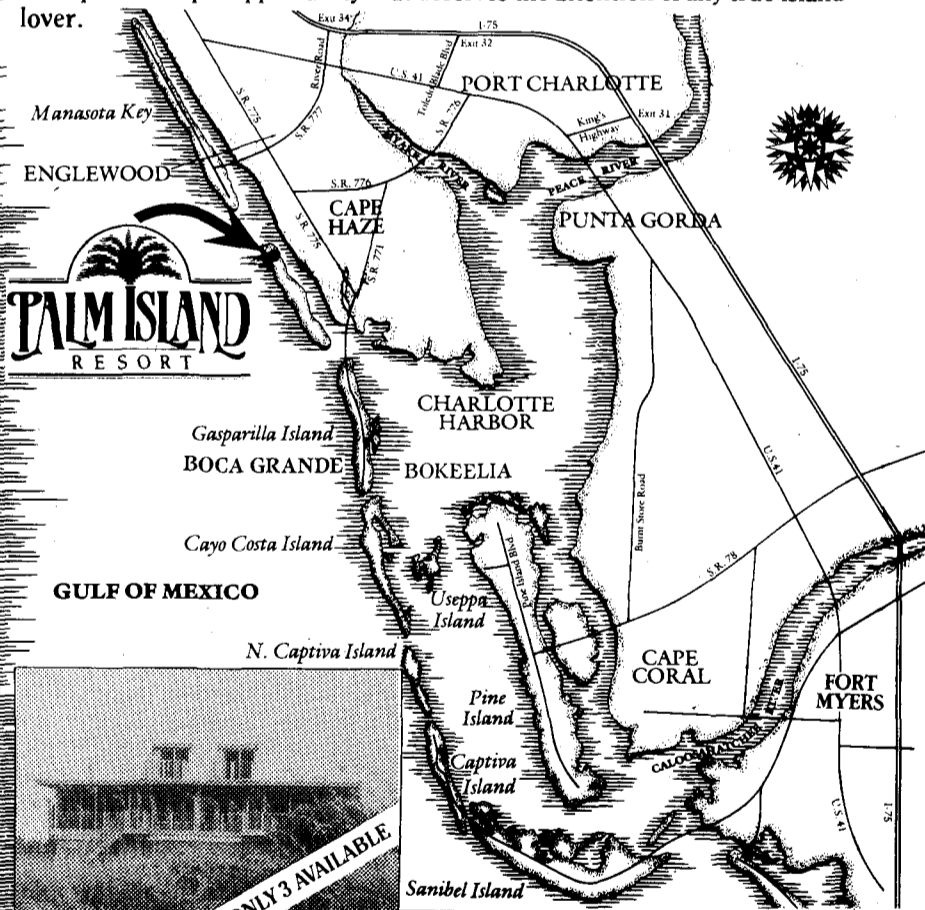 lover.
Exit 34
I-75
Exit 32
River Road
U.S. 41
Toledo Blade Blvd
PORT CHARLOTTE
S.R. 775
Manasota Key
S.R. 777
S.R. 776
King's
Highway
Exit 31
MYAKKA RIVER
PEACE RIVER
ENGLEWOOD
S.R. 776
CAPE
HAZE
PUNTA GORDA
S.R. 775
S.R. 771
PALM ISLAND
RESORT
I-75
CHARLOTTE
HARBOR
Gasparilla Island
BOCA GRANDE
BOKEELIA
U.S. 41
Burnt Store Road
Cayo Costa Island
Pine Island Blvd.
S.R. 78
GULF OF MEXICO
Useppa
Island
N. Captiva Island
CAPE
CORAL
FORT
MYERS
Pine
Island
CALOOSAHATCHEE RIVER
Captiva
Island
U.S. 41
I-75
ONLY 3 AVAILABLE
Sanibel Island